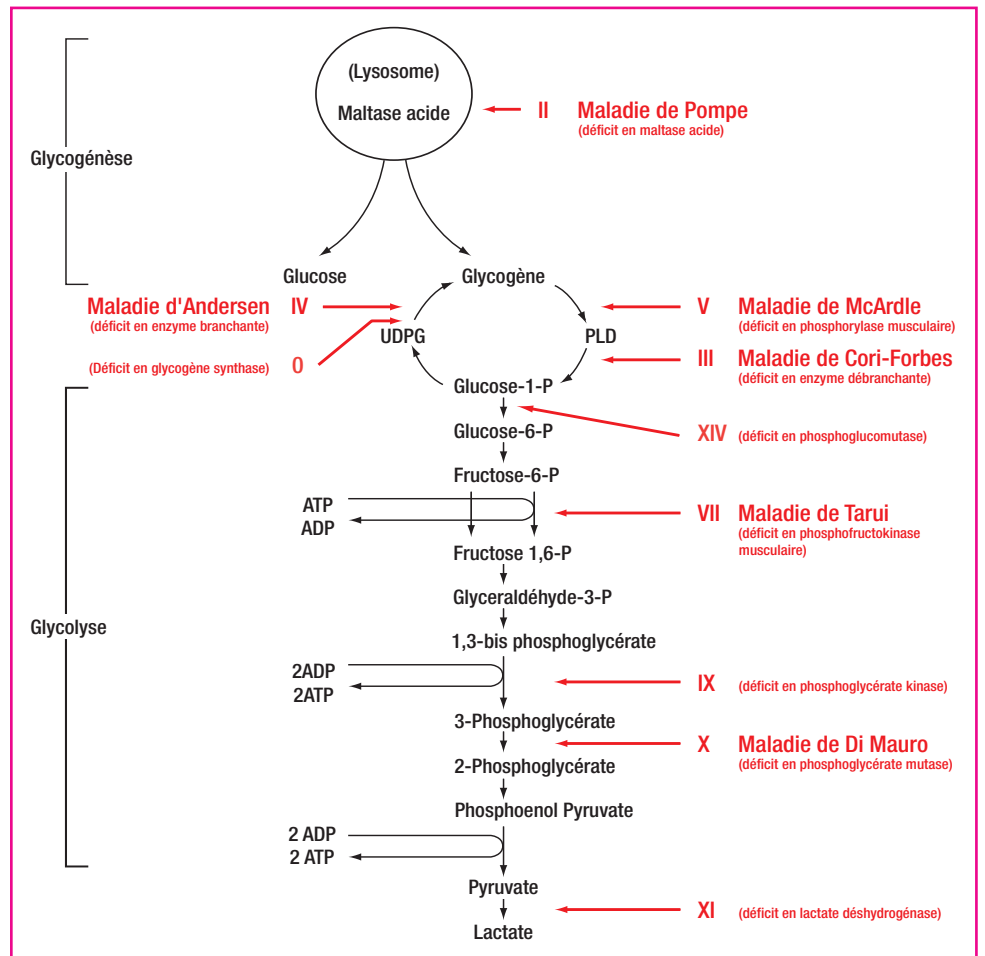 (Lysosome)
Maltase acide
II Maladie de Pompe
(déficit en maltase acide)
Glycogénèse
Glucose
Glycogène
Maladie d'Andersen IV
(déficit en enzyme branchante)
V Maladie de McArdle
(déficit en phosphorylase musculaire)
UDPG
PLD
(Déficit en glycogène synthase) 0
III Maladie de Cori-Forbes
(déficit en enzyme débranchante)
Glucose-1-P
Glucose-6-P
XIV (déficit en phosphoglucomutase)
Fructose-6-P
ATP
ADP
VII Maladie de Tarui
(déficit en phosphofructokinase
musculaire)
Fructose 1,6-P
Glyceraldéhyde-3-P
Glycolyse
1,3-bis phosphoglycérate
2ADP
2ATP
IX (déficit en phosphoglycérate kinase)
3-Phosphoglycérate
X Maladie de Di Mauro
(déficit en phosphoglycérate mutase)
2-Phosphoglycérate
Phosphoenol Pyruvate
2 ADP
2 ATP
Pyruvate
XI (déficit en lactate déshydrogénase)
Lactate